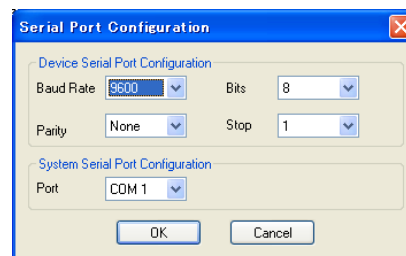 Serial Port Configuration
Device Serial Port Configuration
Baud Rate 9600 Bits 8
Parity None Stop 1
System Serial Port Configuration
Port COM 1
OK Cancel